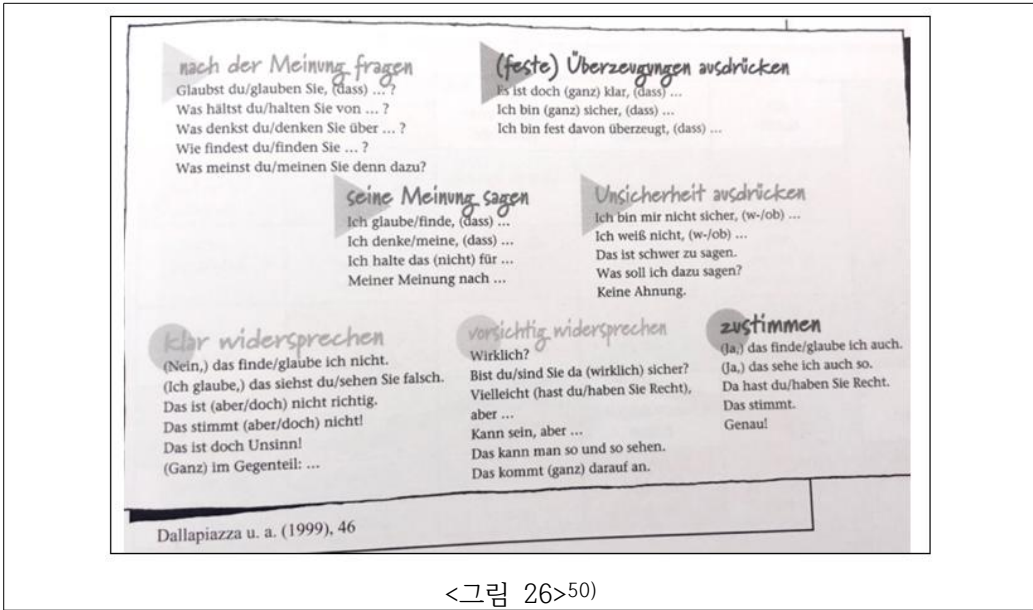 nach der Meinung fragen
Glaubst du/glauben Sie, (dass) ... ?
Was hältst du/halten Sie von ... ?
Was denkst du/denken Sie über ... ?
Wie findest du/finden Sie ... ?
Was meinst du/meinen Sie denn dazu?
(feste) Überzeugungen ausdrücken
Es ist doch (ganz) klar, (dass) ...
Ich bin (ganz) sicher, (dass) ...
Ich bin fest davon überzeugt, (dass) ...
seine Meinung sagen
Ich glaube/finde, (dass) ...
Ich denke/meine, (dass) ...
Ich halte das (nicht) für ...
Meiner Meinung nach ...
Unsicherheit ausdrücken
Ich bin mir nicht sicher, (w-/ob) ...
Ich weiß nicht, (w-/ob) ...
Das ist schwer zu sagen.
Was soll ich dazu sagen?
Keine Ahnung.
klar widersprechen
(Nein,) das finde/glaube ich nicht.
(Ich glaube,) das siehst du/sehen Sie falsch.
Das ist (aber/doch) nicht richtig.
Das stimmt (aber/doch) nicht!
Das ist doch Unsinn!
(Ganz) im Gegenteil: ...
vorsichtig widersprechen
Wirklich?
Bist du/sind Sie da (wirklich) sicher?
Vielleicht (hast du/haben Sie Recht),
aber ...
Kann sein, aber ...
Das kann man so und so sehen.
Das kommt (ganz) darauf an.
zustimmen
(Ja,) das finde/glaube ich auch.
(Ja,) das sehe ich auch so.
Da hast du/haben Sie Recht.
Das stimmt.
Genau!
Dallapiazza u. a. (1999), 46
<그림 26>50)